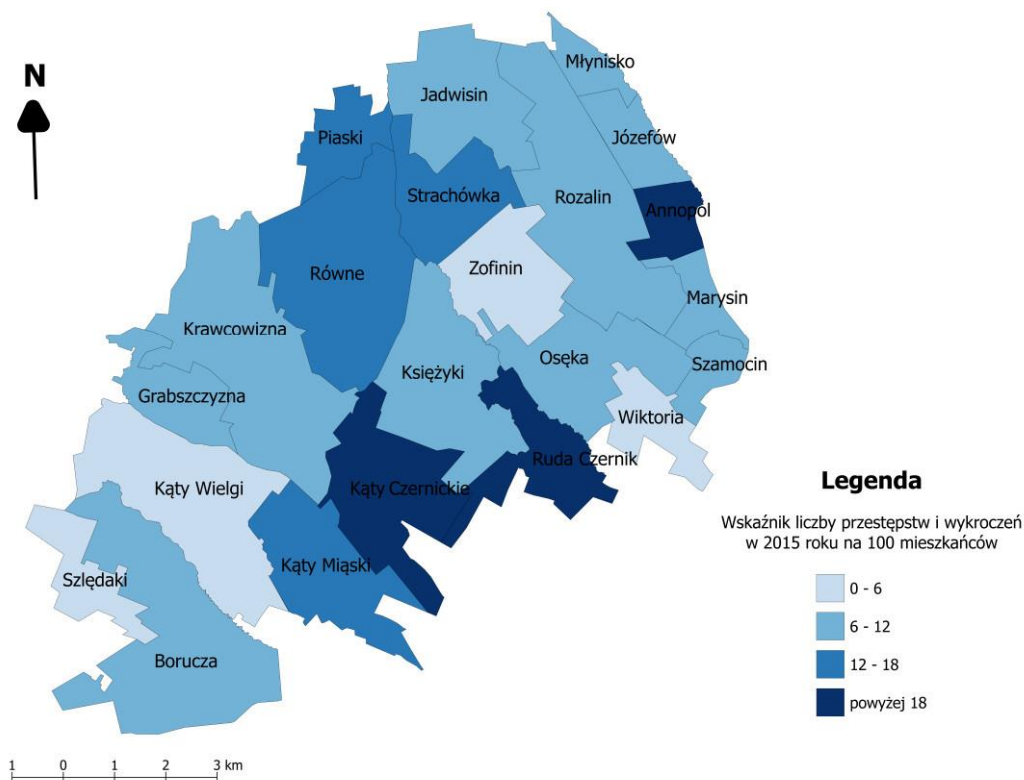 N
Młynisko
Jadwisin
Piaski
Józefów
Strachówka
Rozalin
Annopol
Równe
Zofinin
Marysin
Krawcowizna
Osęka
Szamocin
Księżyki
Grabszczyzna
Wiktoria
Ruda Czernik
Kąty Wielgi
Kąty Czernickie
Kąty Miąski
Szlędaki
Borucza
Legenda
Wskaźnik liczby przestępstw i wykroczeń
w 2015 roku na 100 mieszkańców
0 - 6
6 - 12
12 - 18
powyżej 18
1 0 1 2 3 km